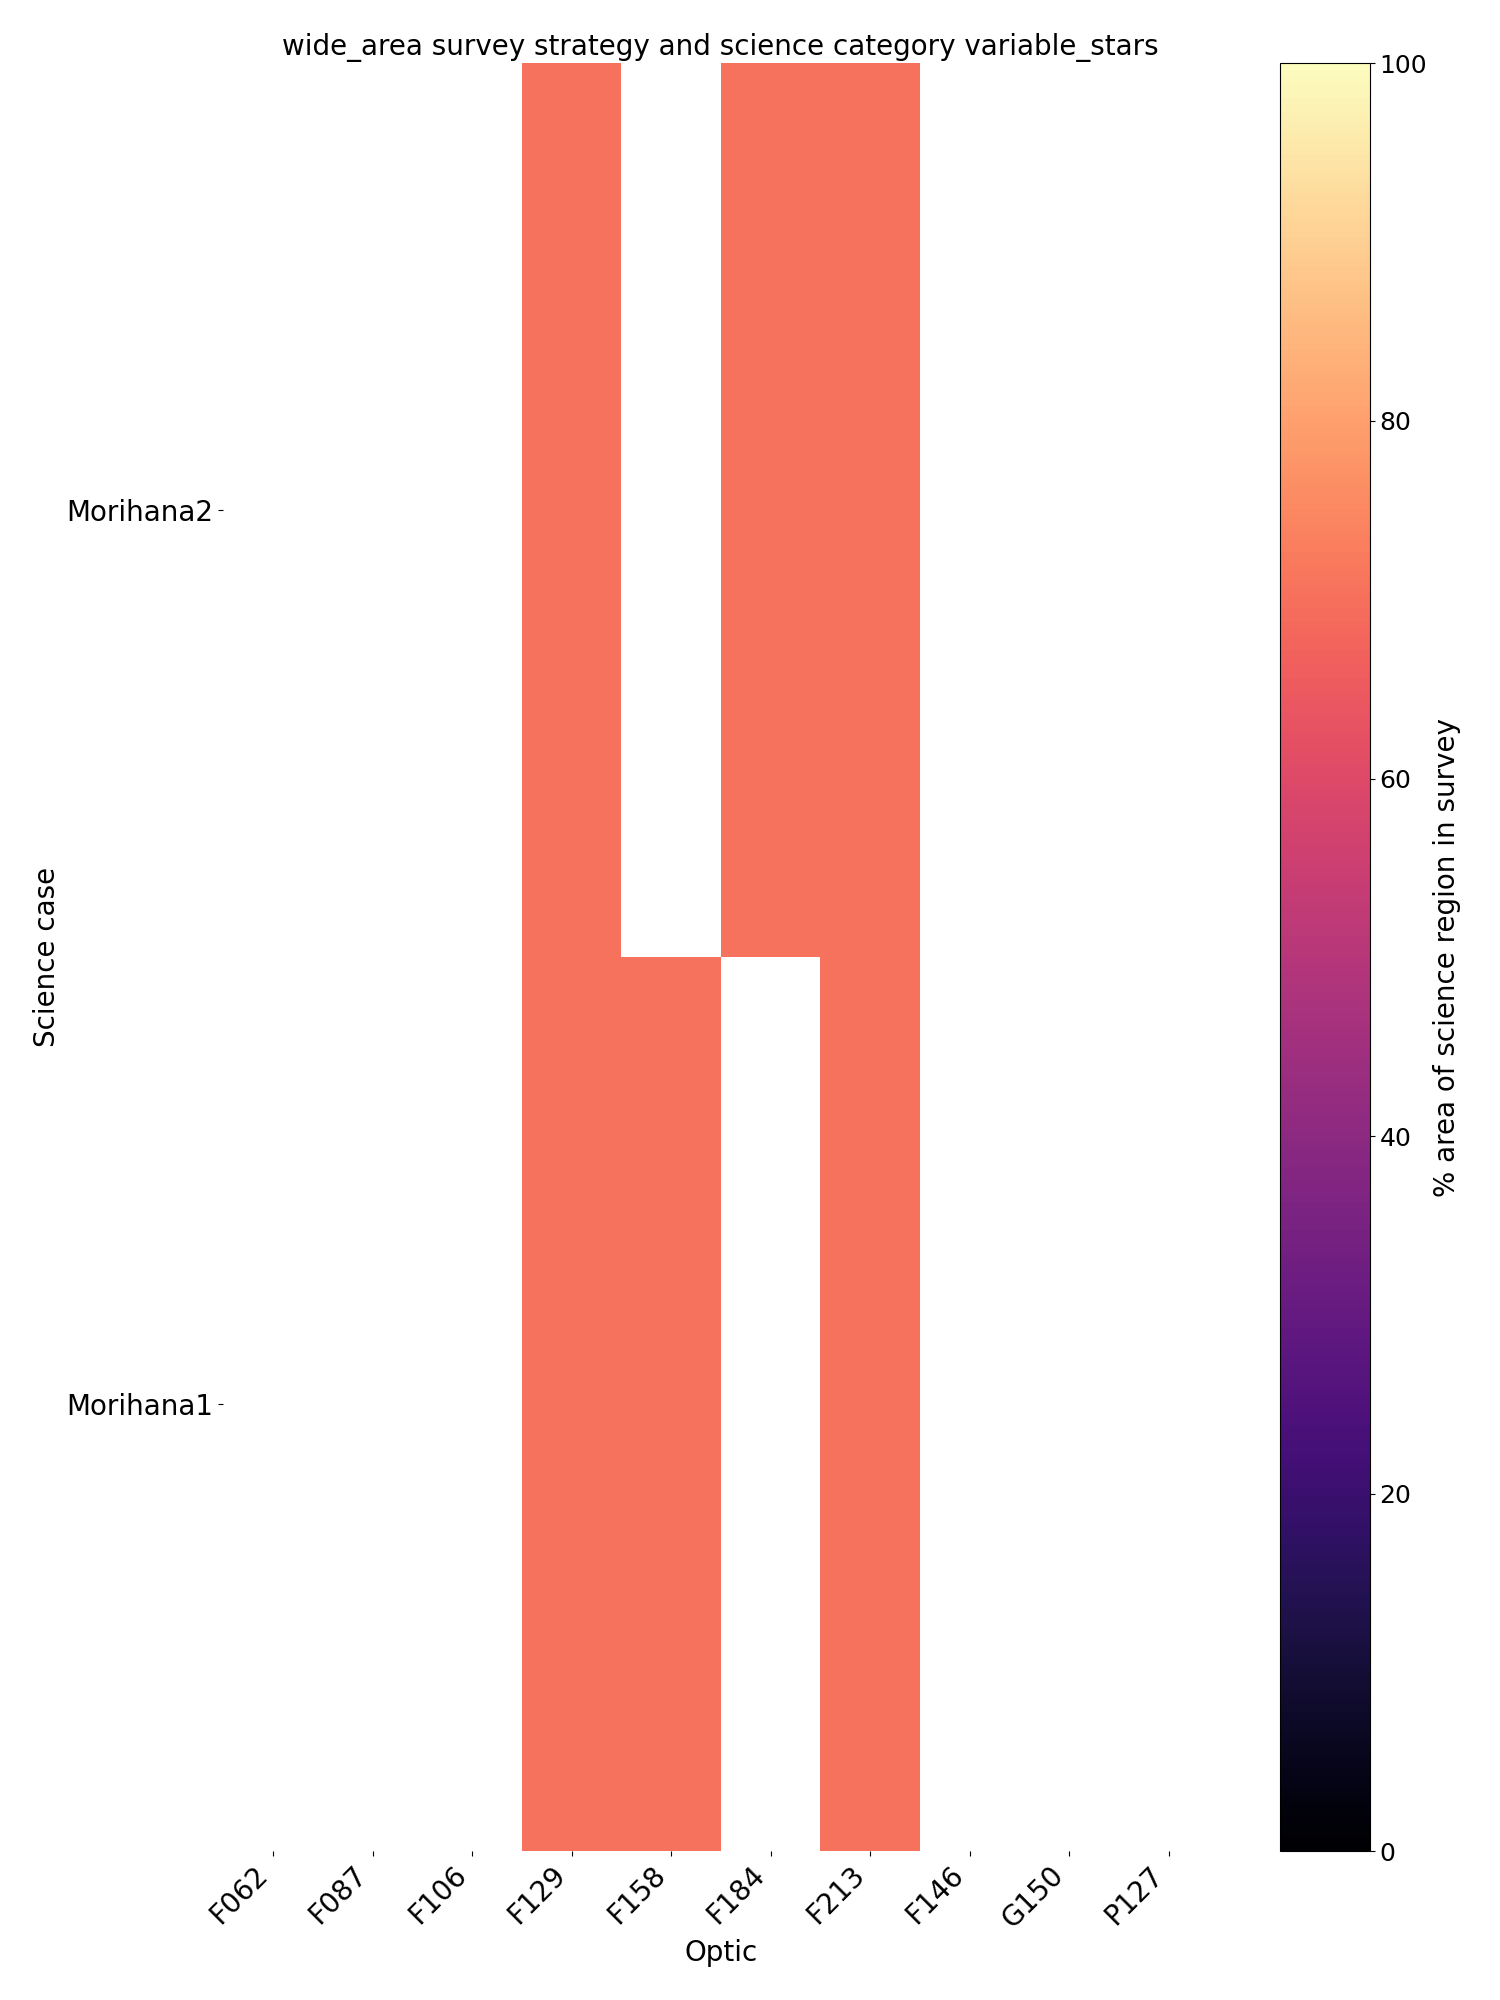 wide_area survey strategy and science category variable_stars
Science case
Morihana2
Morihana1
F062
F087
F106
F129
F158
F184
F213
F146
G150
P127
Optic
100
80
60
40
20
0
% area of science region in survey